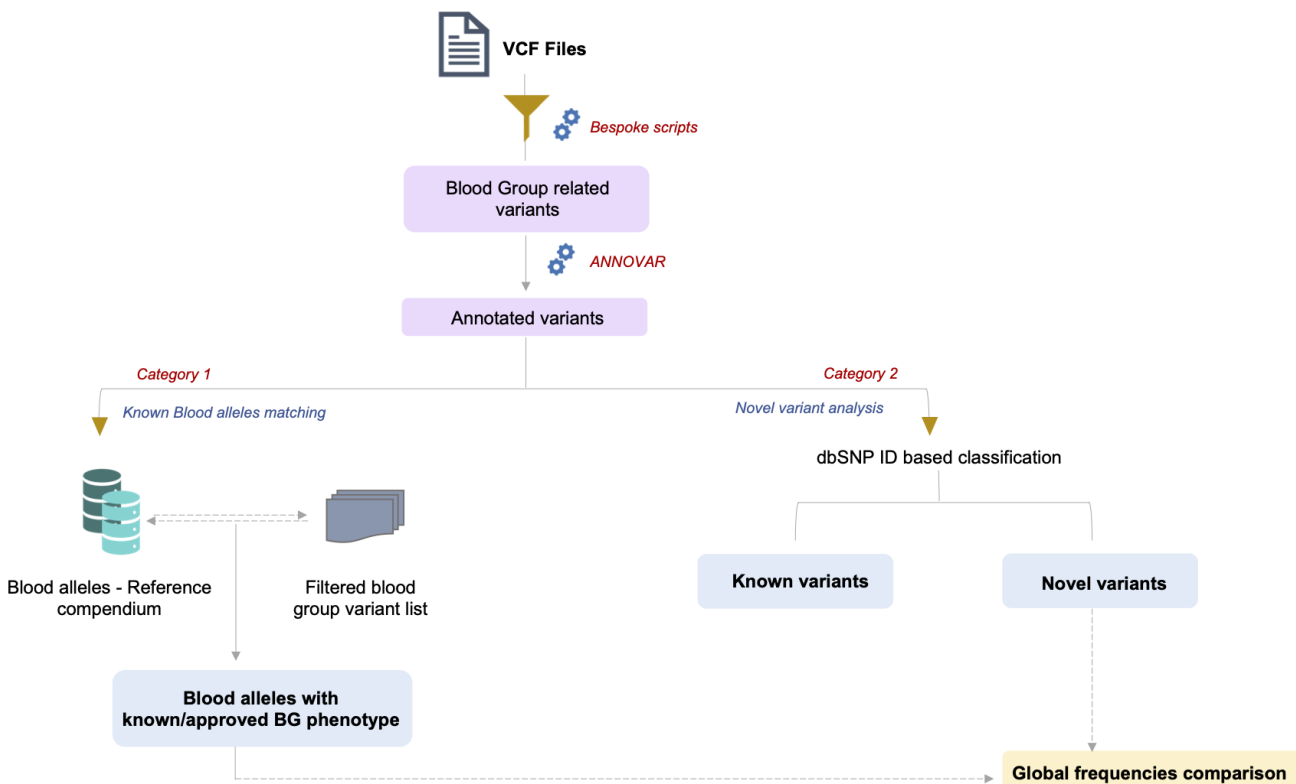 VCF Files
Bespoke scripts
Blood Group related
variants
ANNOVAR
Annotated variants
Category 1
Category 2
Known Blood alleles matching
Novel variant analysis
dbSNP ID based classification
Blood alleles - Reference
compendium
Filtered blood
group variant list
Known variants
Novel variants
Blood alleles with
known/approved BG phenotype
Global frequencies comparison